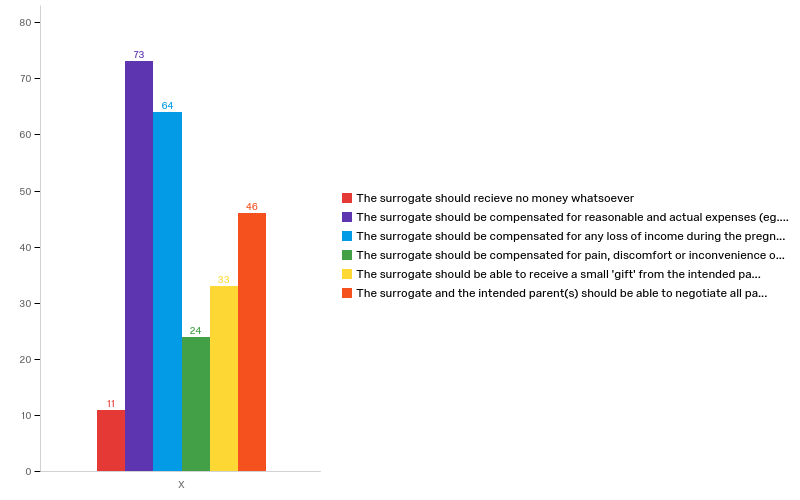 80
70
60
50
40
30
20
10
0
11
73
64
24
33
46
X
The surrogate should recieve no money whatsoever
The surrogate should be compensated for reasonable and actual expenses (eg....
The surrogate should be compensated for any loss of income during the pregn...
The surrogate should be compensated for pain, discomfort or inconvenience o...
The surrogate should be able to receive a small 'gift' from the intended pa...
The surrogate and the intended parent(s) should be able to negotiate all pa...